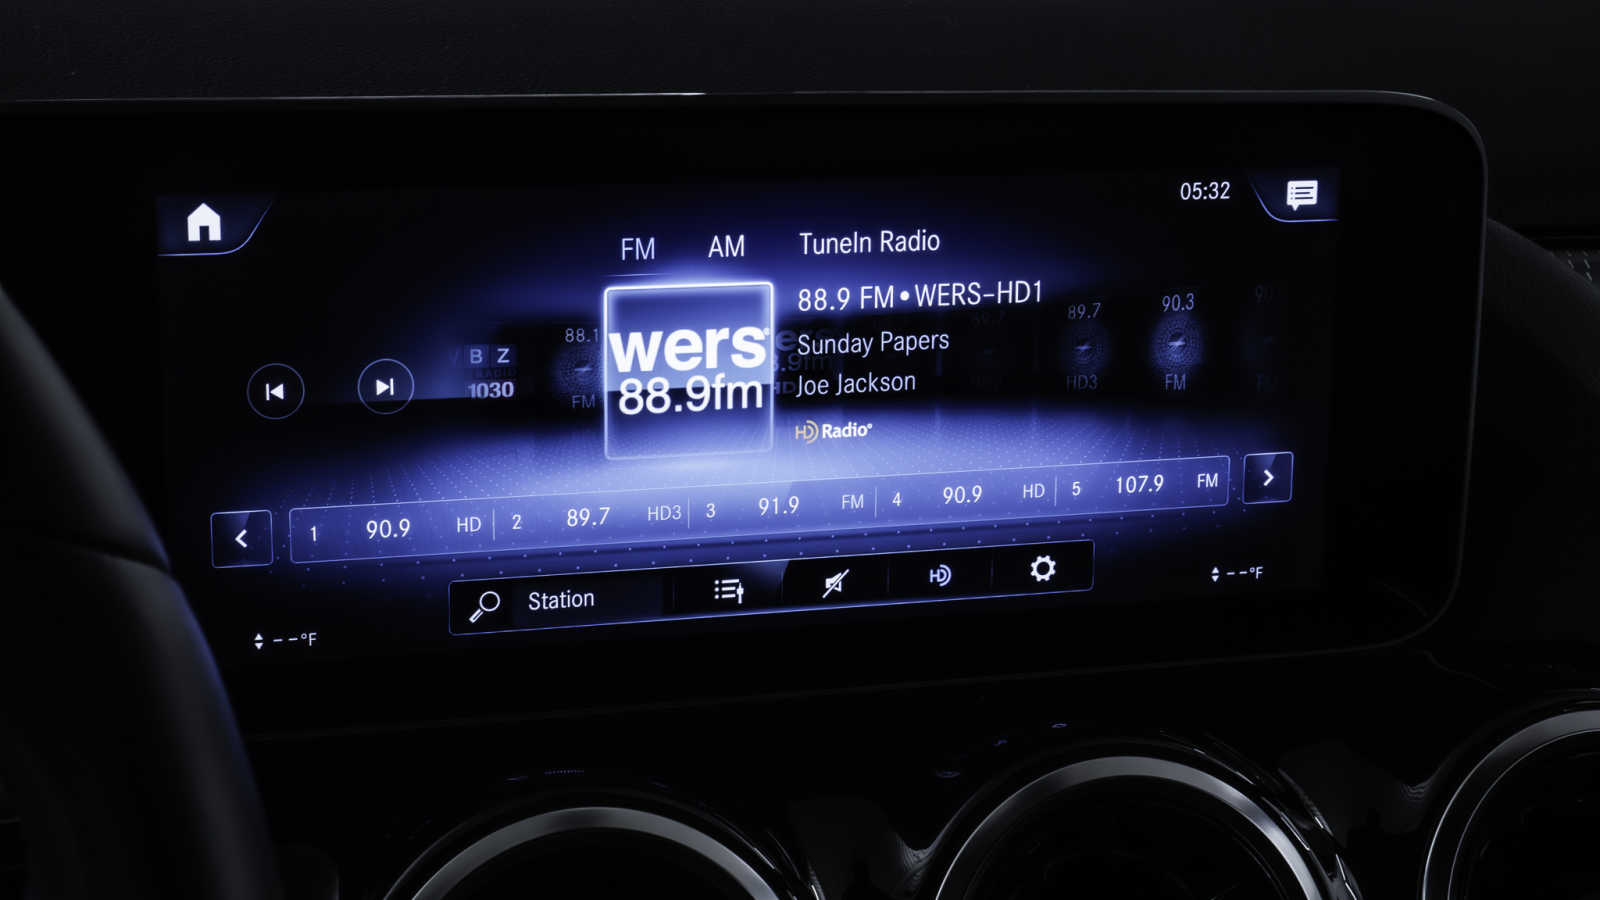 05:32
FM AM TuneIn Radio
88.9 FM•WERS-HD1
Sunday Papers
Joe Jackson
HD Radio®
wers®
88.9fm
B Z
RADIO
1030
88.1
FM
89.7
HD3
90.3
FM
1 90.9 HD 2 89.7 HD3 3 91.9 FM 4 90.9 HD 5 107.9 FM
Station HD
--°F
--°F